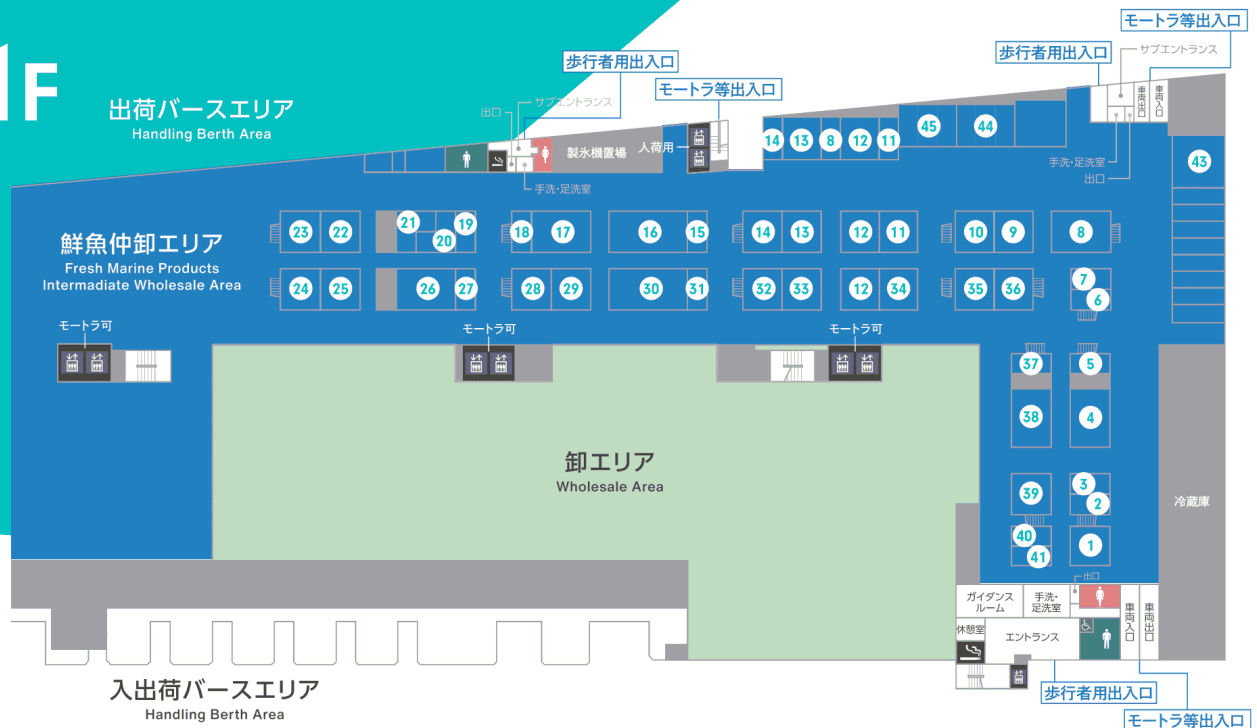 1F
出荷バースエリア
Handling Berth Area
モートラ等出入口
歩行者用出入口
サブエントランス
車両出口
車両入口
歩行者用出入口
モートラ等出入口
出口
サブエントランス
製氷機置場
人荷用
手洗・足洗室
14
13
8
12
11
45
44
手洗・足洗室
出口
43
鮮魚仲卸エリア
Fresh Marine Products
Intermadiate Wholesale Area
23
22
21
20
19
18
17
16
15
14
13
12
11
10
9
8
24
25
26
27
28
29
30
31
32
33
12
34
35
36
7
6
モートラ可
モートラ可
モートラ可
37
5
38
4
卸エリア
Wholesale Area
39
3
2
冷蔵庫
40
41
1
出口
ガイダンス
ルーム
手洗・
足洗室
休憩室
エントランス
車両入口
車両出口
入出荷バースエリア
Handling Berth Area
歩行者用出入口
モートラ等出入口